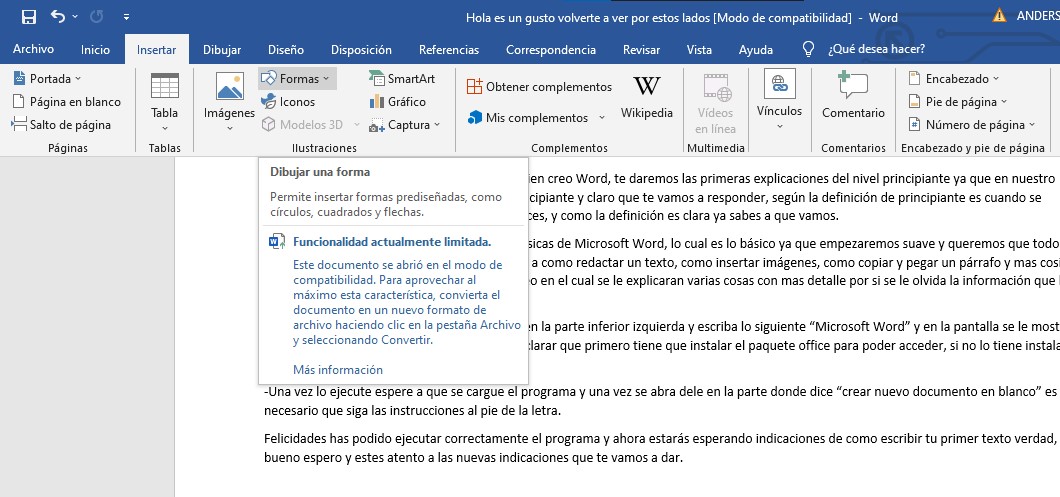 Hola es un gusto volverte a ver por estos lados [Modo de compatibilidad] - Word
ANDERS
Archivo Inicio Insertar Dibujar Diseño Disposición Referencias Correspondencia Revisar Vista Ayuda ¿Qué desea hacer?
Portada
Página en blanco
Salto de página
Páginas
Tabla
Tablas
Imágenes
Formas
Iconos
Modelos 3D
SmartArt
Gráfico
Captura
Ilustraciones
Obtener complementos
Mis complementos
W
Wikipedia
Complementos
Vídeos
en línea
Multimedia
Vínculos
Comentario
Comentarios
Encabezado
Pie de página
Número de página
Encabezado y pie de página
Dibujar una forma
Permite insertar formas prediseñadas, como
círculos, cuadrados y flechas.
Funcionalidad actualmente limitada.
Este documento se abrió en el modo de
compatibilidad. Para aprovechar al
máximo esta característica, convierta el
documento en un nuevo formato de
archivo haciendo clic en la pestaña Archivo
y seleccionando Convertir.
Más información
ien creo Word, te daremos las primeras explicaciones del nivel principiante ya que en nuestro
cipiante y claro que te vamos a responder, según la definición de principiante es cuando se
ces, y como la definición es clara ya sabes a que vamos.
sicas de Microsoft Word, lo cual es lo básico ya que empezaremos suave y queremos que todo
a como redactar un texto, como insertar imágenes, como copiar y pegar un párrafo y mas cosi
o en el cual se le explicaran varias cosas con mas detalle por si se le olvida la información que l
en la parte inferior izquierda y escriba lo siguiente “Microsoft Word” y en la pantalla se le most
larar que primero tiene que instalar el paquete office para poder acceder, si no lo tiene instala
-Una vez lo ejecute espere a que se cargue el programa y una vez se abra dele en la parte donde dice “crear nuevo documento en blanco” es
necesario que siga las instrucciones al pie de la letra.
Felicidades has podido ejecutar correctamente el programa y ahora estarás esperando indicaciones de como escribir tu primer texto verdad,
bueno espero y estes atento a las nuevas indicaciones que te vamos a dar.